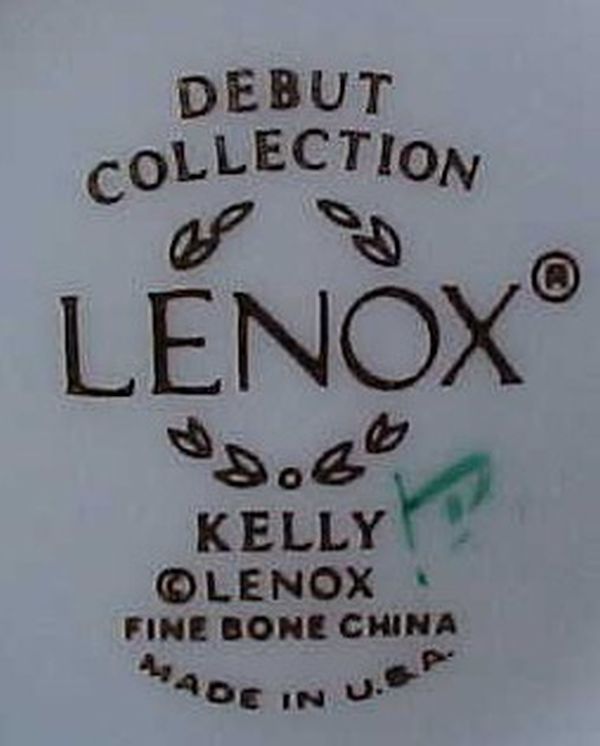 DEBUT
COLLECTION
LENOX®
KELLY
©LENOX
FINE BONE CHINA
MADE IN U.S.A.